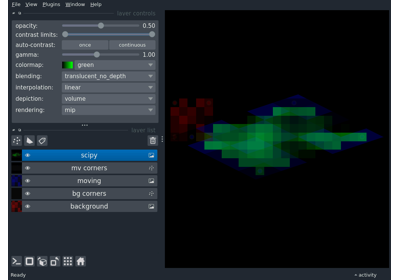 File View Plugins Window Help
layer controls
opacity: 0.50
contrast limits:
auto-contrast: once continuous
gamma: 1.00
colormap: green
blending: translucent_no_depth
interpolation: linear
depiction: volume
rendering: mip
layer list
scipy
mv corners
moving
bg corners
background
Ready activity